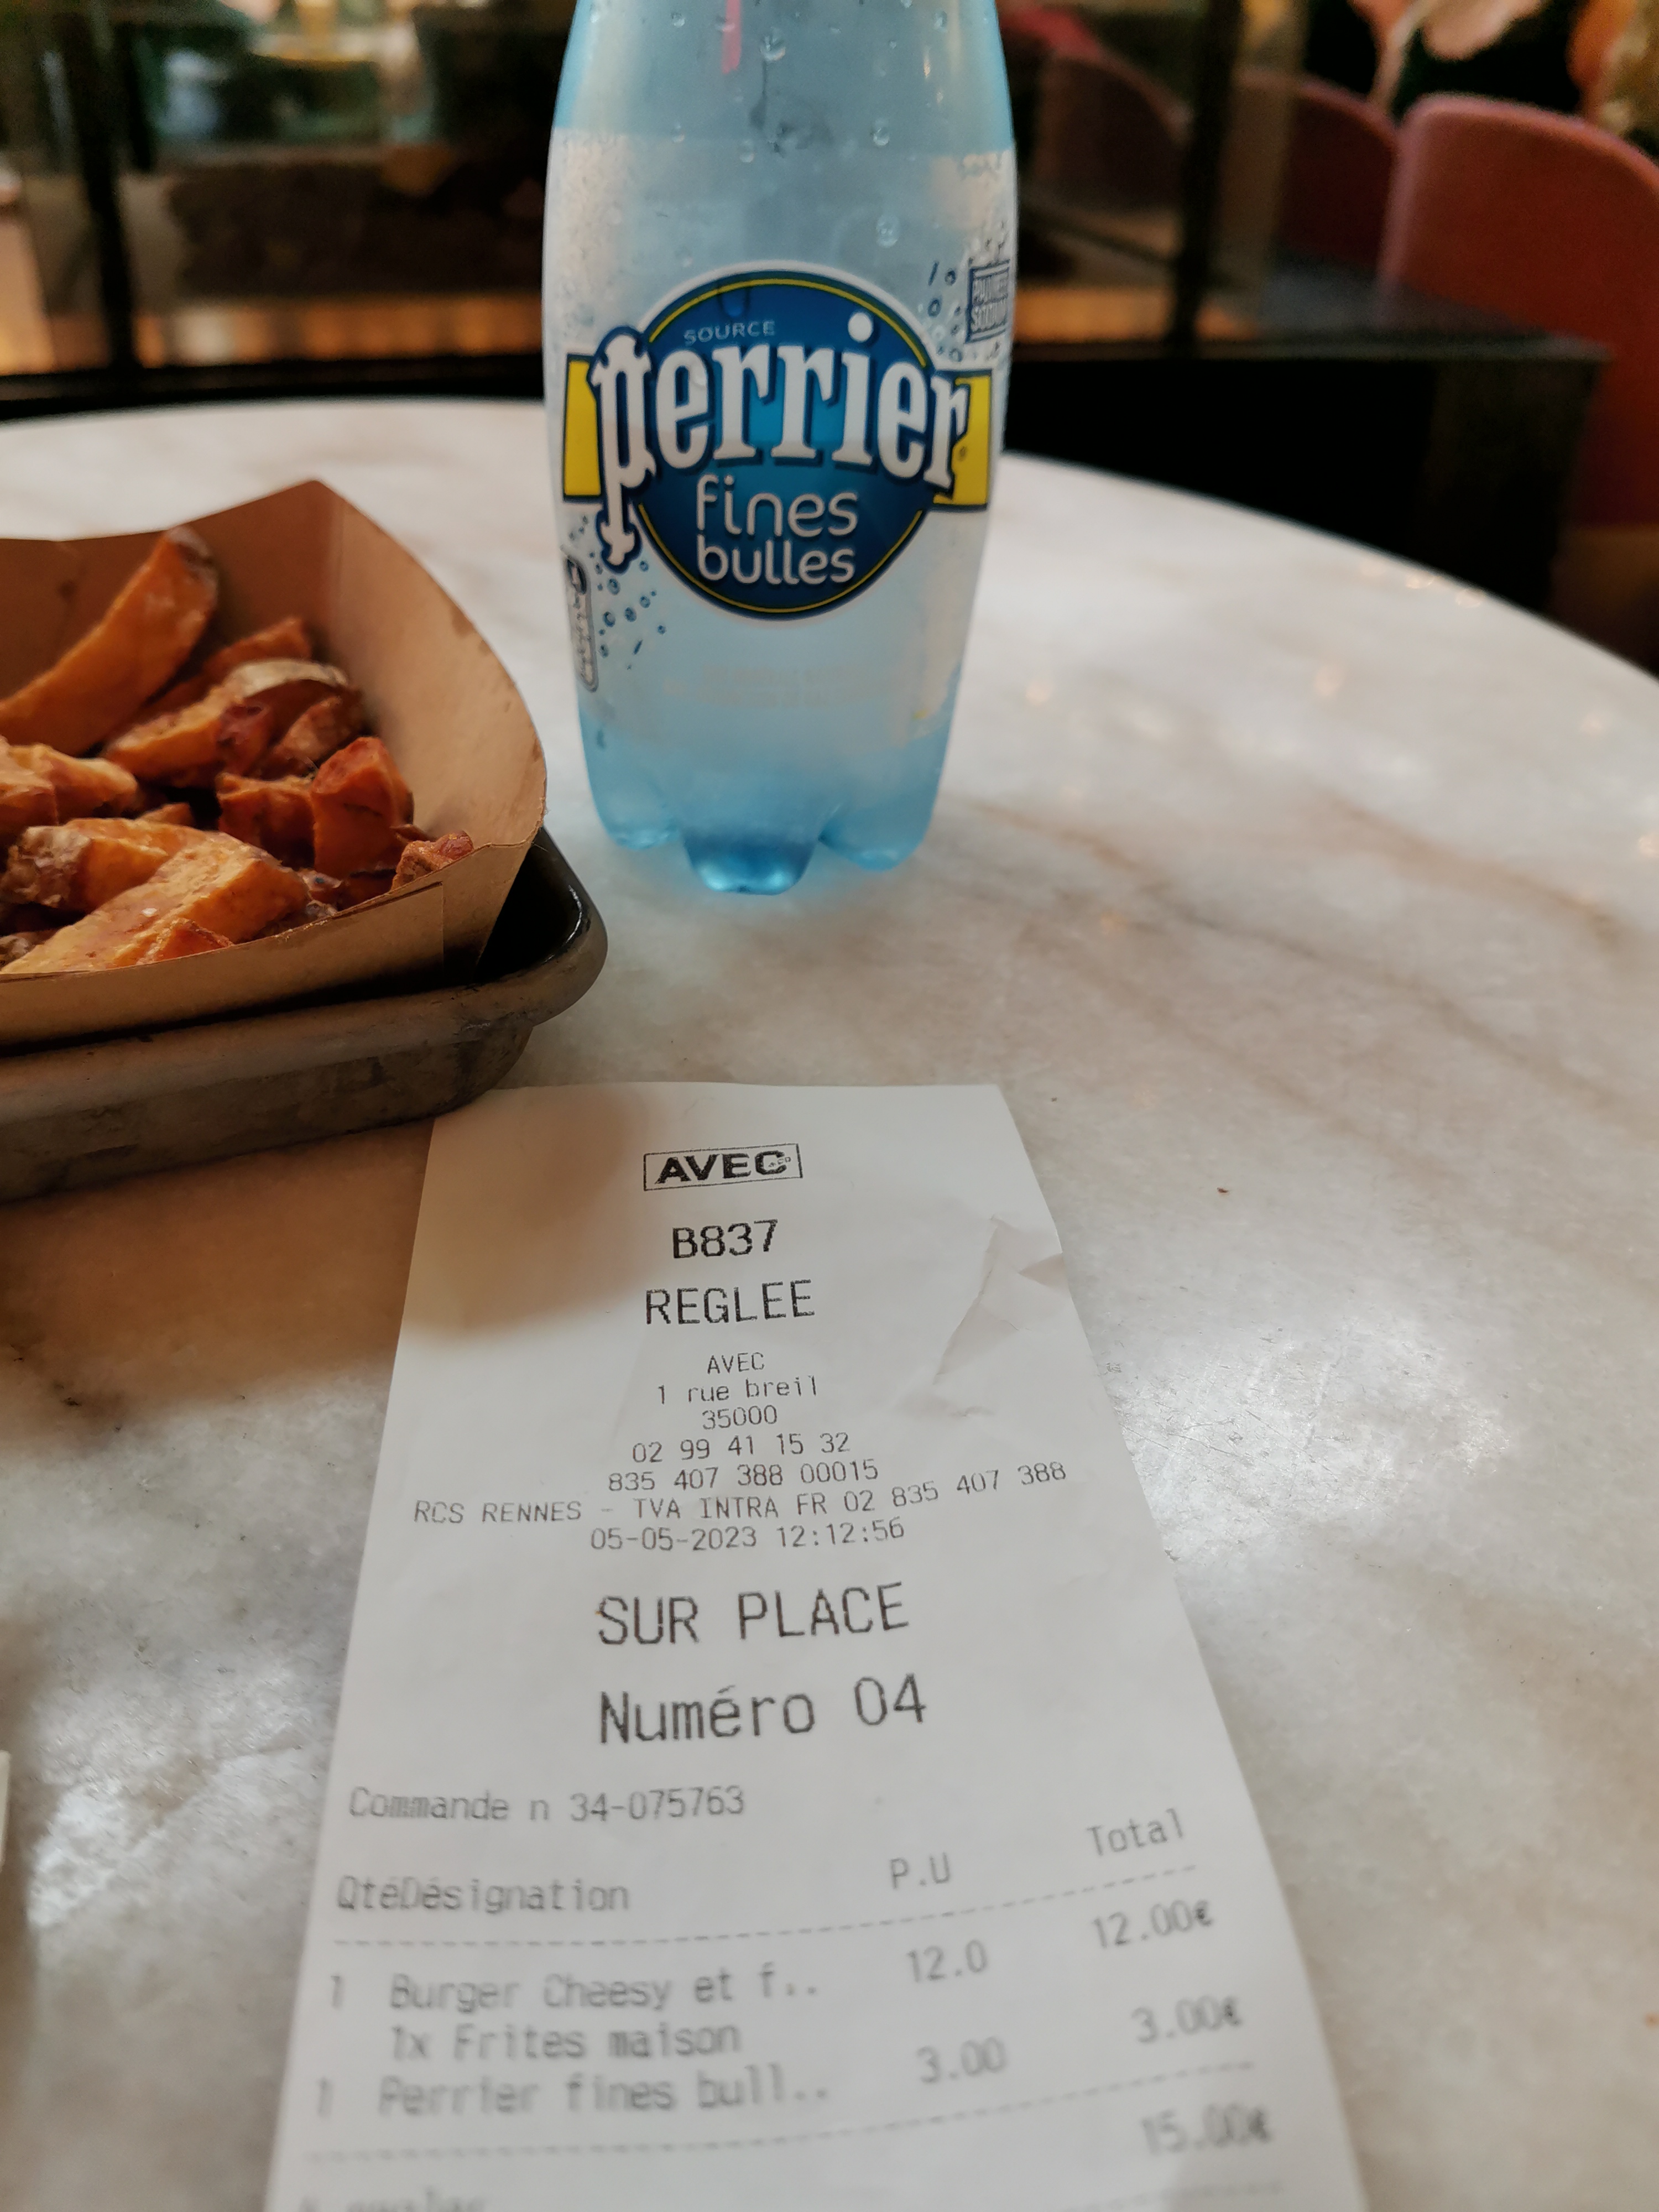 SOURCE
perrier
fines
bulles
AVEC
B837
REGLEE
AVEC
1 rue breil
35000
02 99 41 15 32
835 407 388 00015
RCS RENNES - TVA INTRA FR 02 835 407 388
05-05-2023 12:12:56
SUR PLACE
Numéro 04
Commande n 34-075763
QtéDésignation P.U Total
1 Burger Cheesy et f.. 12.0 12.00€
1x Frites maison
1 Perrier fines bull.. 3.00 3.00€
15.00€